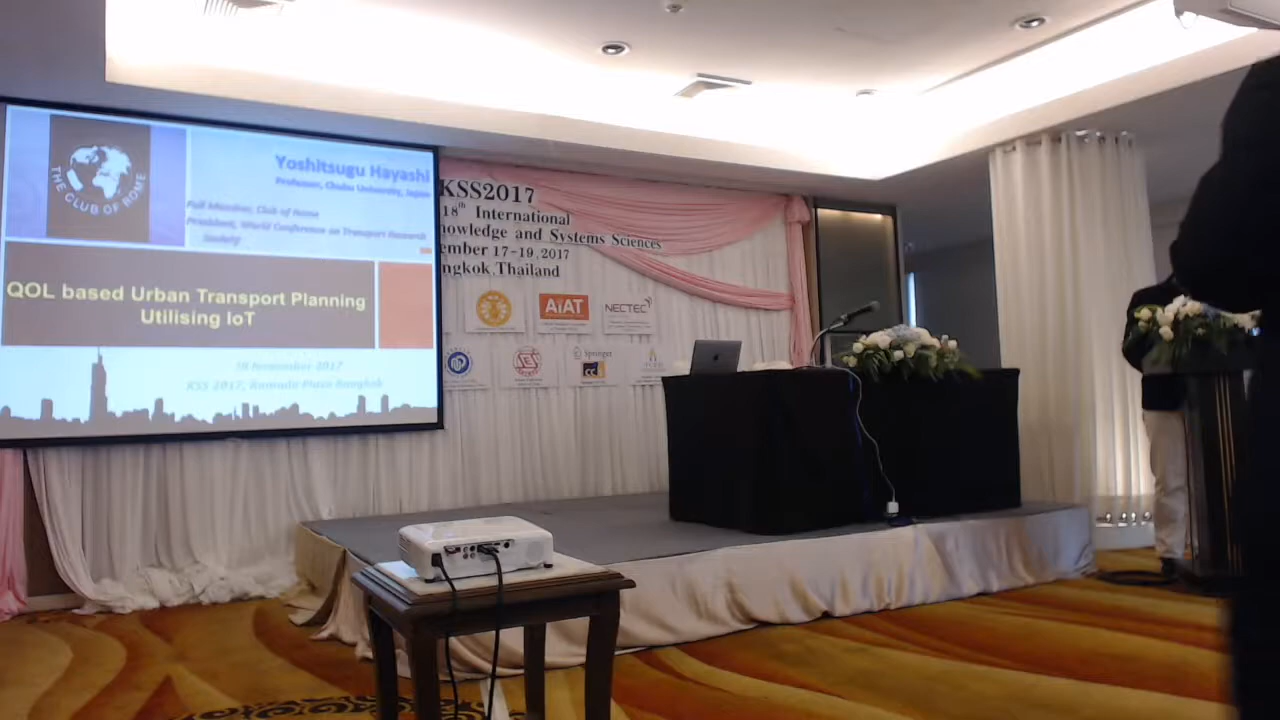 THE CLUB OF ROME
Yoshitsugu Hayashi
Professor, Chubu University, Japan
Full Member, Club of Rome
President, World Conference on Transport Research
Society
QOL based Urban Transport Planning
Utilising IoT
18 November 2017
KSS 2017, Ramada Plaza Bangkok
KSS2017
18th International
nowledge and Systems Sciences
ember 17-19, 2017
ngkok, Thailand
AiAT
NECTEC
SES
Springer